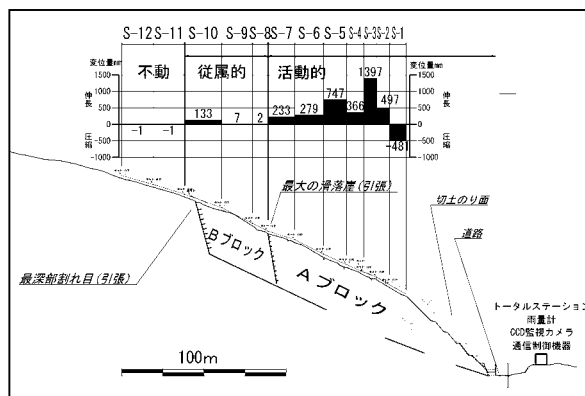 S-12 S-11 S-10 S-9 S-8 S-7 S-6 S-5 S-4 S-3 S-2 S-1
変位量mm 不動 従属的 活動的 変位量mm
1500 1397 1500
1000 1000
伸長 500 133 7 2 233 279 747 366 497 500 伸長
0 -1 -1 0
圧縮 -500 -481 -500 圧縮
-1000 -1000
最大の滑落崖(引張)
切土のり面
道路
Bブロック
Aブロック
最深部割れ目(引張)
トータルステーション
雨量計
CCD監視カメラ
通信制御機器
100m